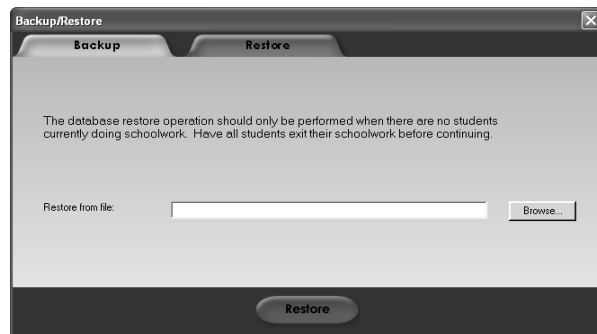 Backup/Restore
Backup
Restore
The database restore operation should only be performed when there are no students
currently doing schoolwork. Have all students exit their schoolwork before continuing.
Restore from file:
Browse...
Restore